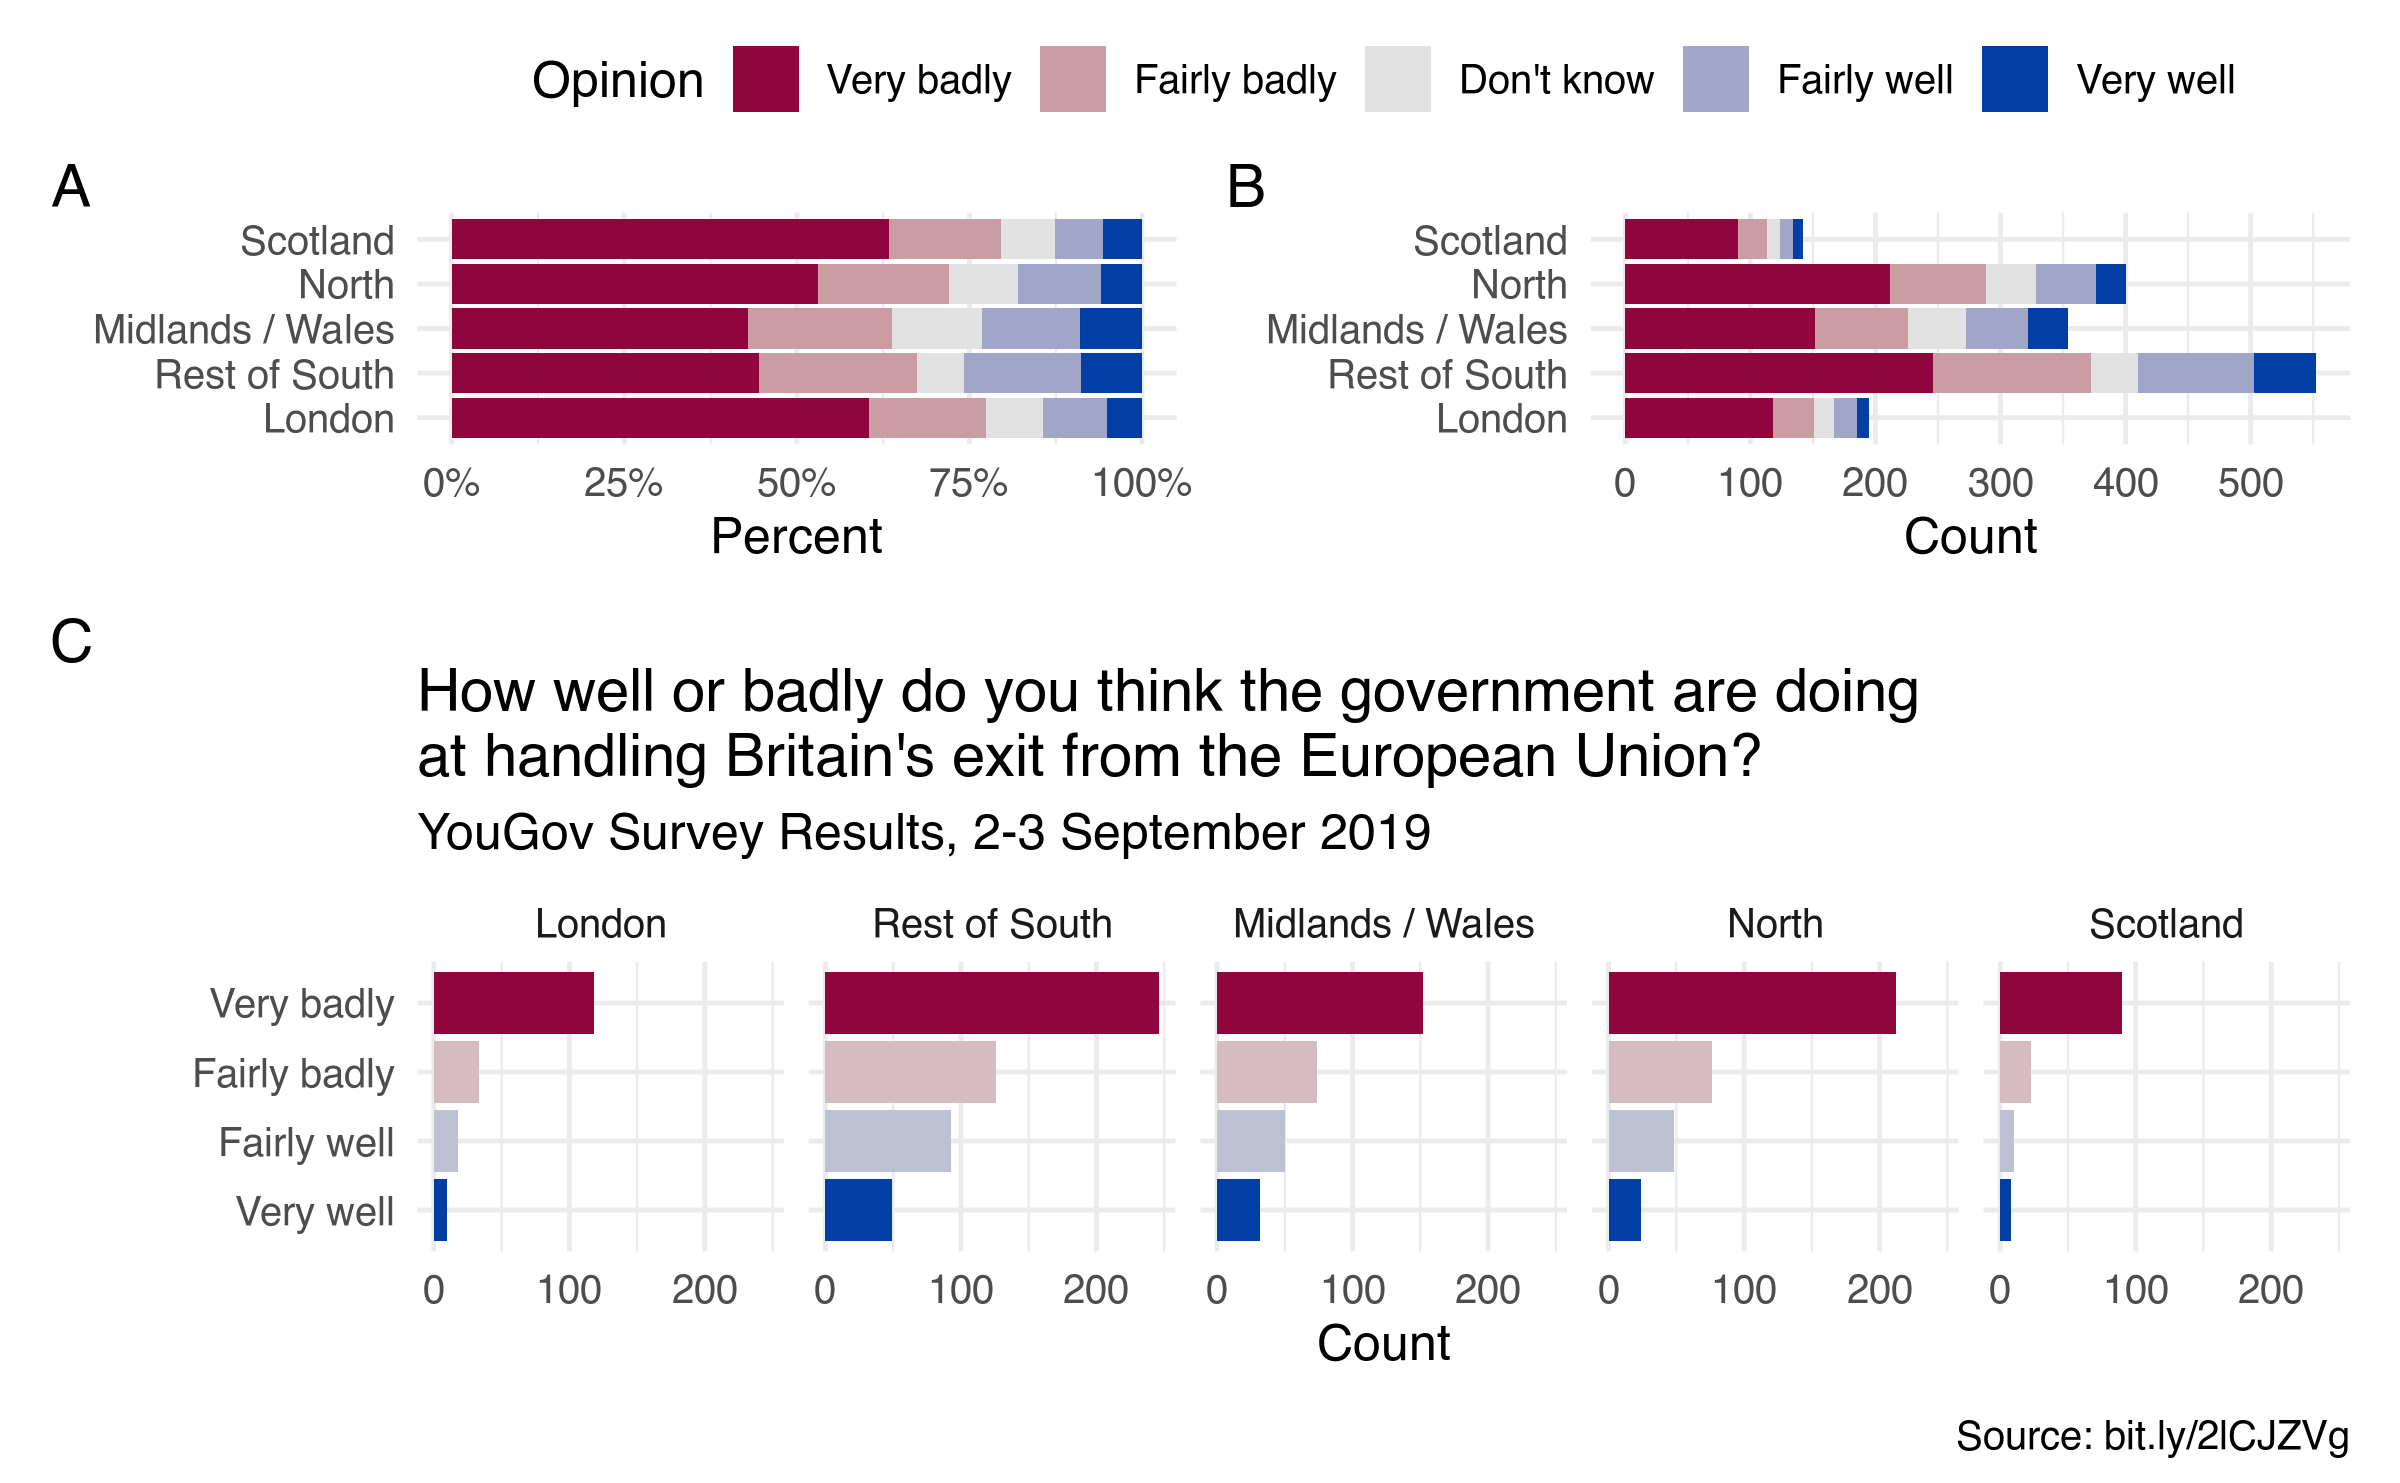 Opinion Very badly Fairly badly Don't know Fairly well Very well
A
Scotland
North
Midlands / Wales
Rest of South
London
0% 25% 50% 75% 100%
Percent
B
Scotland
North
Midlands / Wales
Rest of South
London
0 100 200 300 400 500
Count
C
How well or badly do you think the government are doing
at handling Britain's exit from the European Union?
YouGov Survey Results, 2-3 September 2019
London Rest of South Midlands / Wales North Scotland
Very badly
Fairly badly
Fairly well
Very well
0 100 200 0 100 200 0 100 200 0 100 200 0 100 200
Count
Source: bit.ly/2lCJZVg